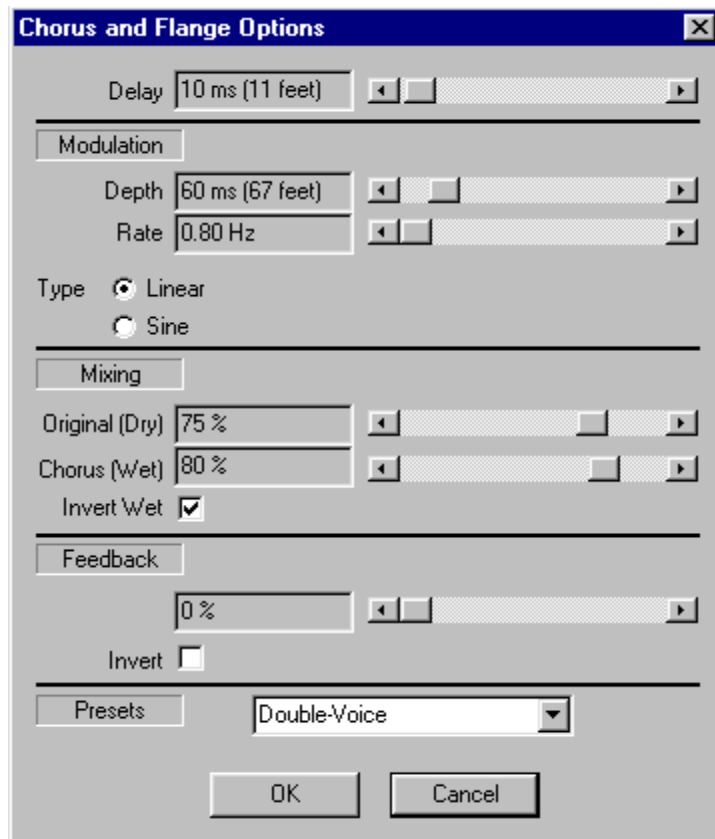 Chorus and Flange Options
Delay 10 ms (11 feet)
Modulation
Depth 60 ms (67 feet)
Rate 0.80 Hz
Type Linear
Sine
Mixing
Original (Dry) 75 %
Chorus (Wet) 80 %
Invert Wet
Feedback
0 %
Invert
Presets Double-Voice
OK Cancel